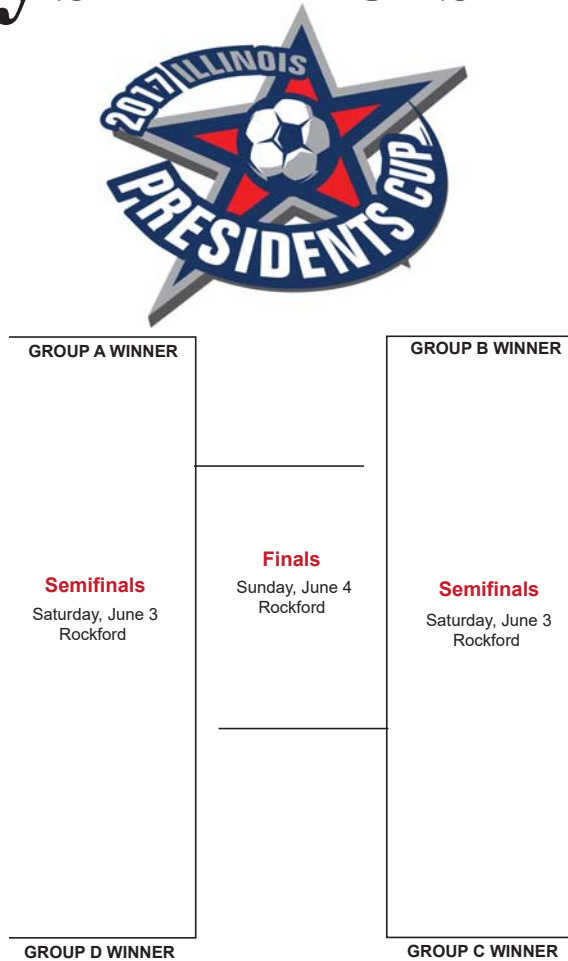 2017 ILLINOIS
PRESIDENTS CUP
GROUP A WINNER
GROUP B WINNER
Finals
Sunday, June 4
Rockford
Semifinals
Saturday, June 3
Rockford
Semifinals
Saturday, June 3
Rockford
GROUP D WINNER
GROUP C WINNER